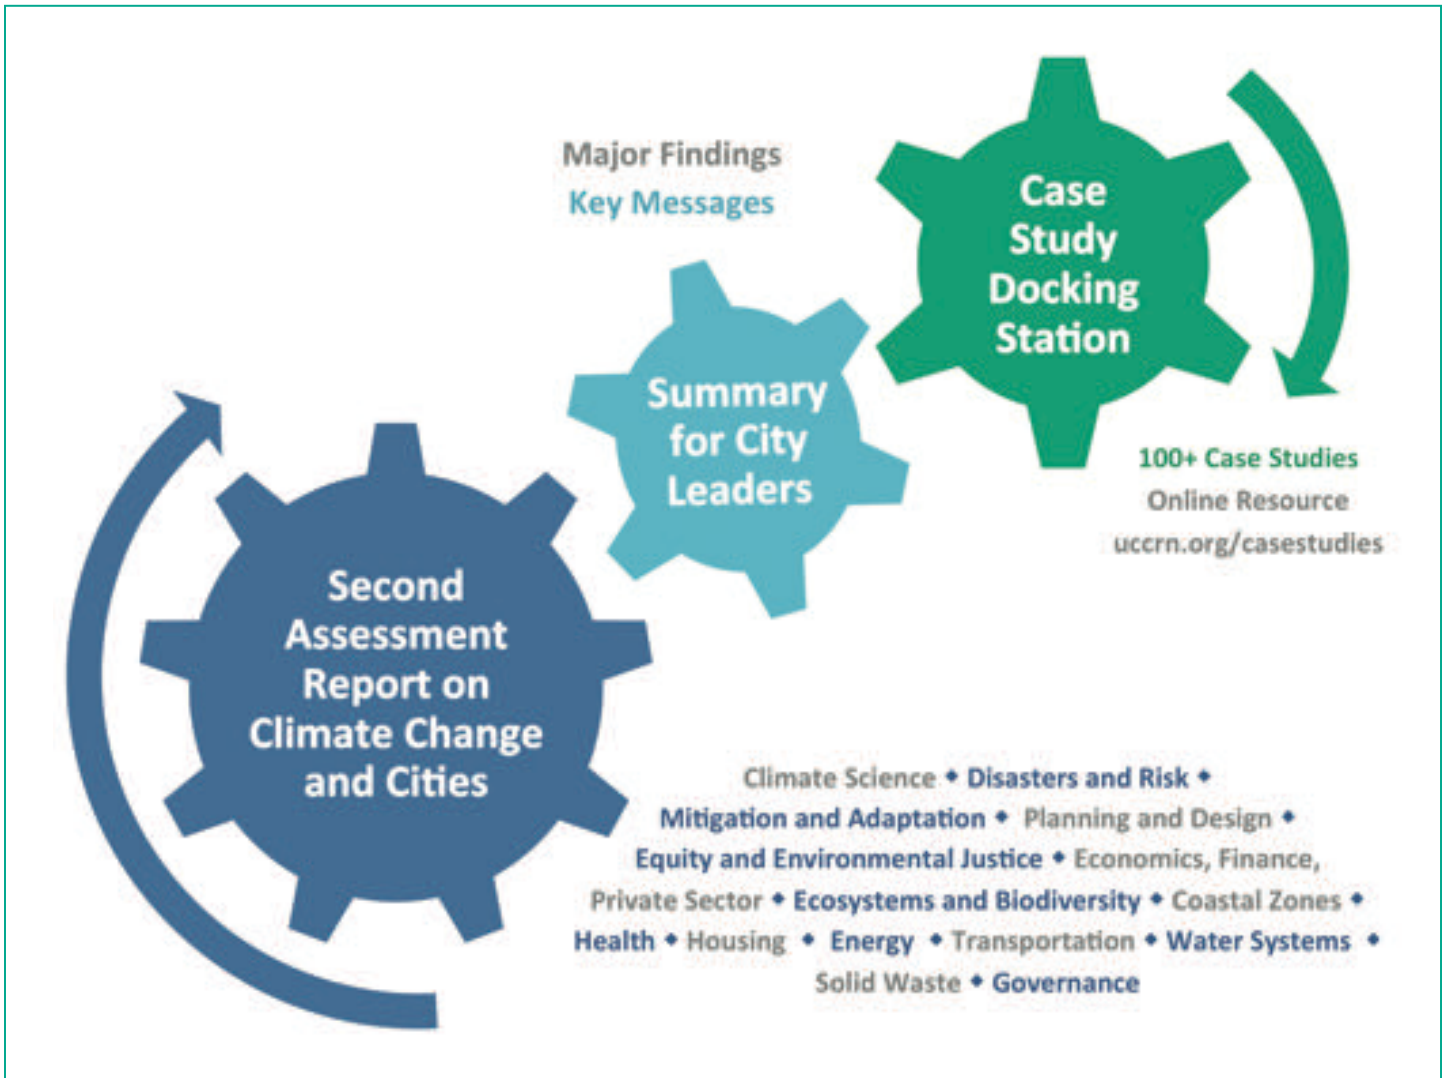 Major Findings
Key Messages
Case
Study
Docking
Station
Summary
for City
Leaders
100+ Case Studies
Online Resource
uccrn.org/casestudies
Second
Assessment
Report on
Climate Change
and Cities
Climate Science ◆ Disasters and Risk ◆
Mitigation and Adaptation ◆ Planning and Design ◆
Equity and Environmental Justice ◆ Economics, Finance,
Private Sector ◆ Ecosystems and Biodiversity ◆ Coastal Zones ◆
Health ◆ Housing ◆ Energy ◆ Transportation ◆ Water Systems ◆
Solid Waste ◆ Governance